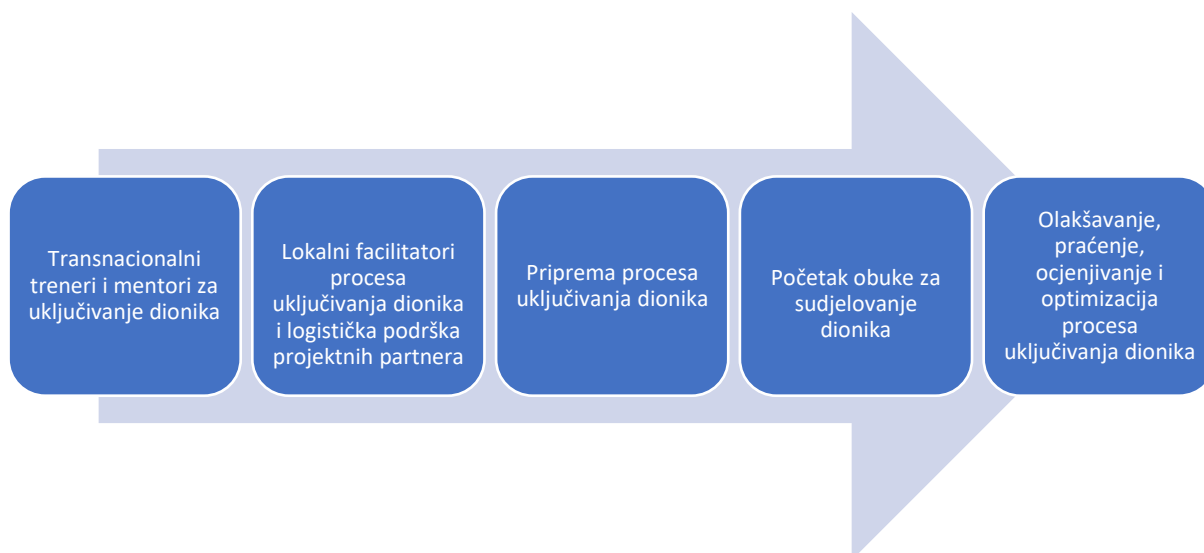 Transnacionalni
treneri i mentori za
uključivanje dionika
Lokalni facilitatori
procesa
uključivanja dionika
i logistička podrška
projektnih partnera
Priprema procesa
uključivanja dionika
Početak obuke za
sudjelovanje
dionika
Olakšavanje,
praćenje,
ocjenjivanje i
optimizacija
procesa
uključivanja dionika